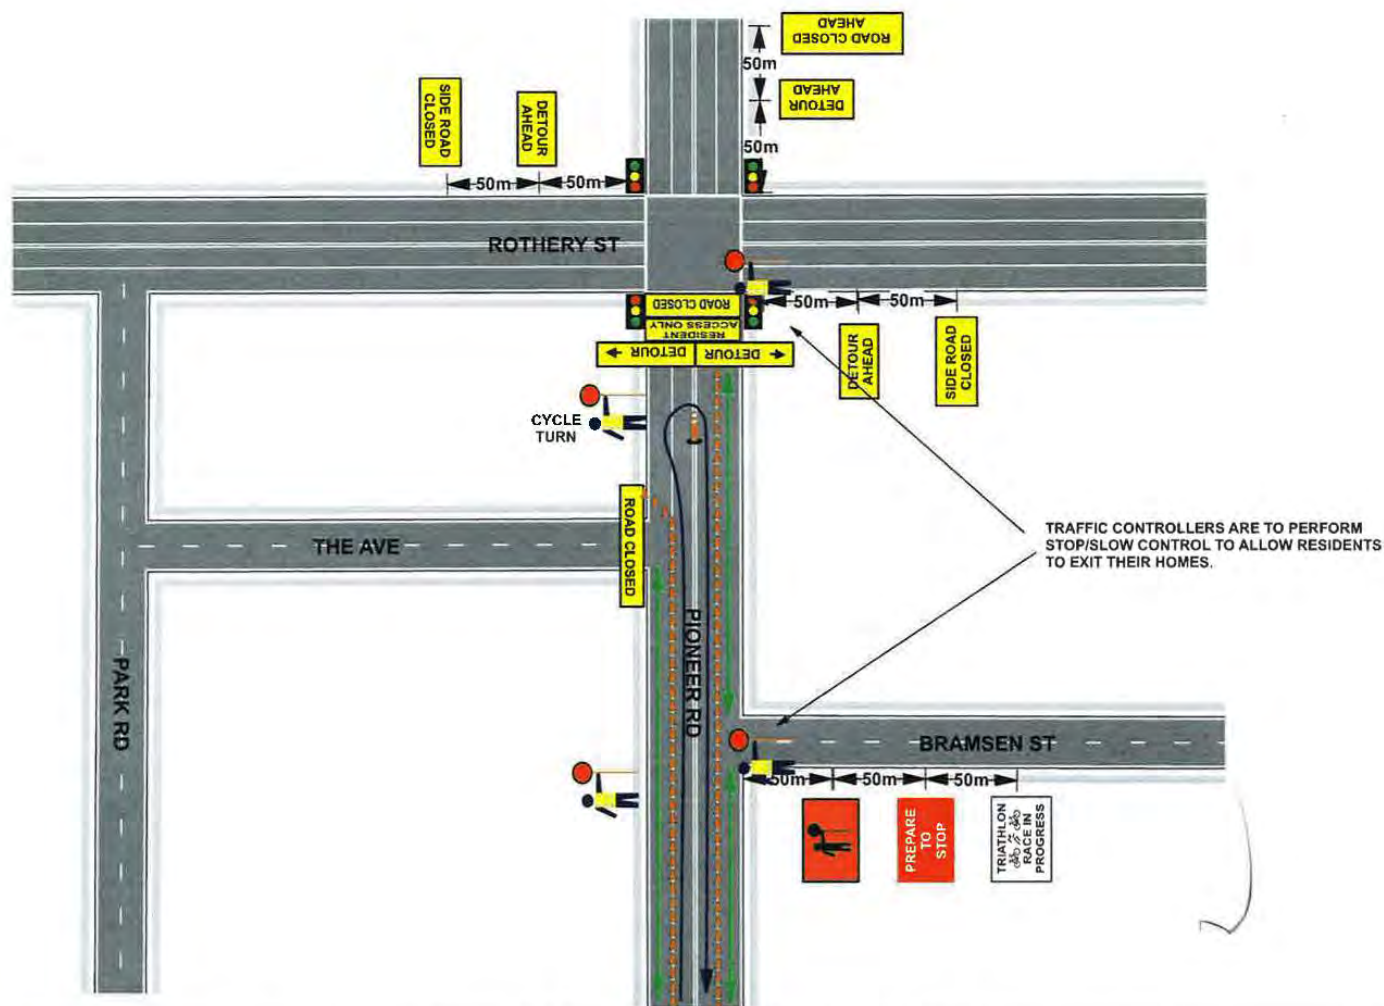 ROAD CLOSED
AHEAD
50m
DETOUR
AHEAD
50m
SIDE ROAD
CLOSED
DETOUR
AHEAD
50m
50m
ROTHERY ST
ROAD CLOSED
RESIDENT
ACCESS ONLY
DETOUR
DETOUR
50m
50m
DETOUR
AHEAD
SIDE ROAD
CLOSED
CYCLE
TURN
ROAD CLOSED
THE AVE
TRAFFIC CONTROLLERS ARE TO PERFORM
STOP/SLOW CONTROL TO ALLOW RESIDENTS
TO EXIT THEIR HOMES.
PIONEER RD
PARK RD
BRAMSEN ST
50m
50m
50m
PREPARE
TO
STOP
TRIATHLON
RACE IN
PROGRESS